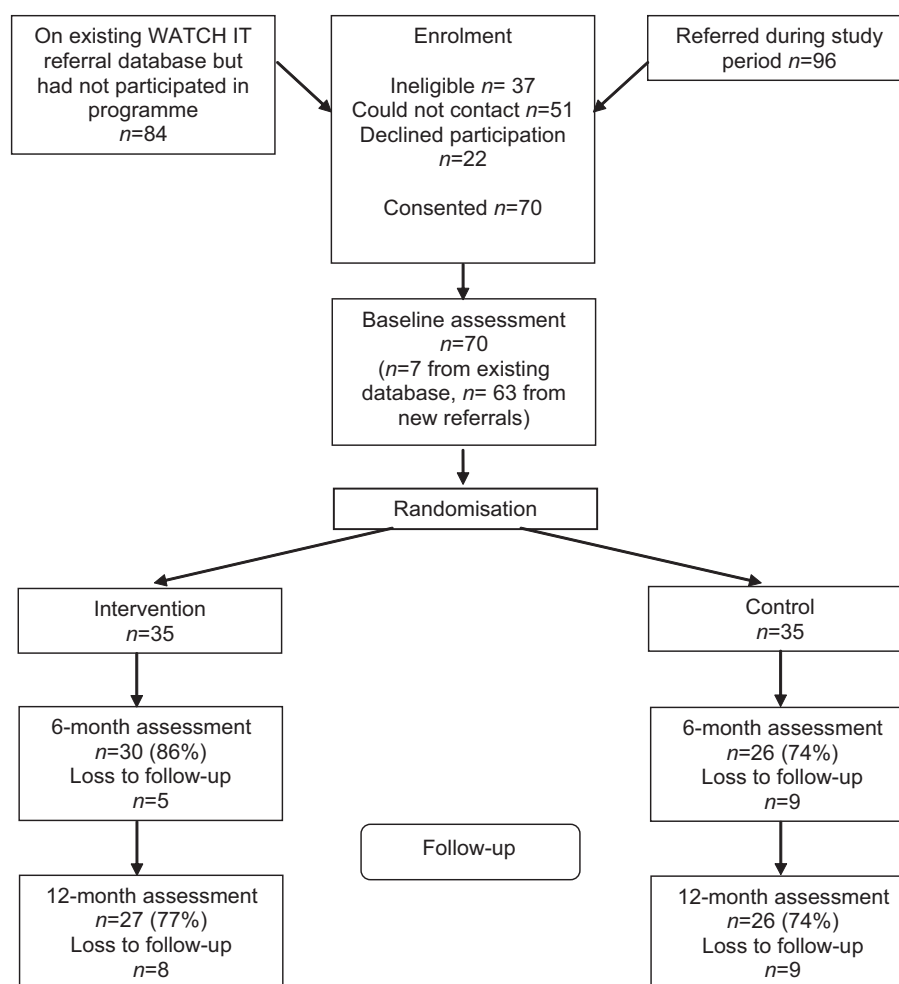 On existing WATCH IT
referral database but
had not participated in
programme
n=84
Enrolment
Ineligible n= 37
Could not contact n=51
Declined participation
n=22
Consented n=70
Referred during study
period n=96
Baseline assessment
n=70
(n=7 from existing
database, n= 63 from
new referrals)
Randomisation
Intervention
n=35
Control
n=35
6-month assessment
n=30 (86%)
Loss to follow-up
n=5
6-month assessment
n=26 (74%)
Loss to follow-up
n=9
Follow-up
12-month assessment
n=27 (77%)
Loss to follow-up
n=8
12-month assessment
n=26 (74%)
Loss to follow-up
n=9